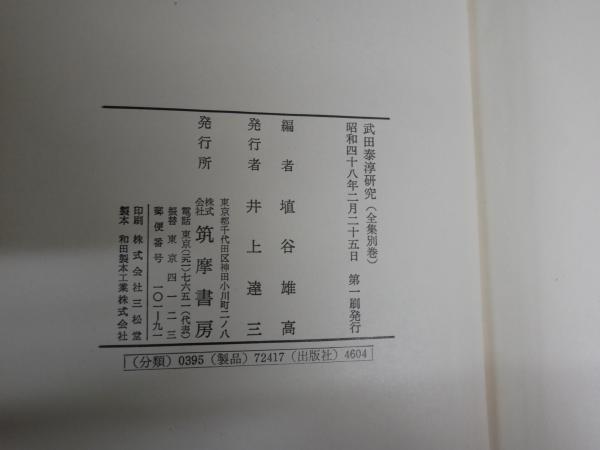 武田泰淳研究（全集別巻）
昭和四十八年二月二十五日　第一刷発行
編者　埴谷雄高
発行者　井上達三
発行所　株式会社　筑摩書房
東京都千代田区神田小川町二ノ八
電話　東京（二九一）七六五一（代表）
振替　東京　四一二三
郵便番号　一〇一―九一
印刷　株式会社三松堂
製本　和田製本工業株式会社
（分類）0395（製品）72417（出版社）4604